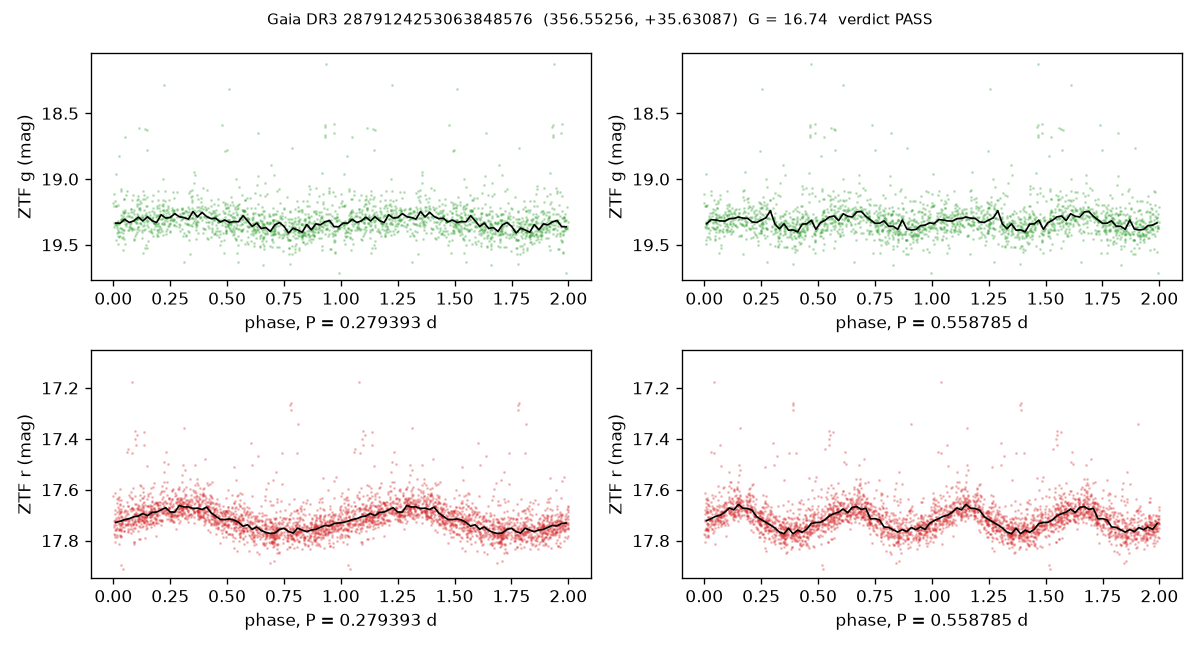 Gaia DR3 2879124253063848576 (356.55256, +35.63087) G = 16.74 verdict PASS
ZTF g (mag)
18.5
19.0
19.5
0.00 0.25 0.50 0.75 1.00 1.25 1.50 1.75 2.00
phase, P = 0.279393 d
ZTF g (mag)
18.5
19.0
19.5
0.00 0.25 0.50 0.75 1.00 1.25 1.50 1.75 2.00
phase, P = 0.558785 d
ZTF r (mag)
17.2
17.4
17.6
17.8
0.00 0.25 0.50 0.75 1.00 1.25 1.50 1.75 2.00
phase, P = 0.279393 d
ZTF r (mag)
17.2
17.4
17.6
17.8
0.00 0.25 0.50 0.75 1.00 1.25 1.50 1.75 2.00
phase, P = 0.558785 d